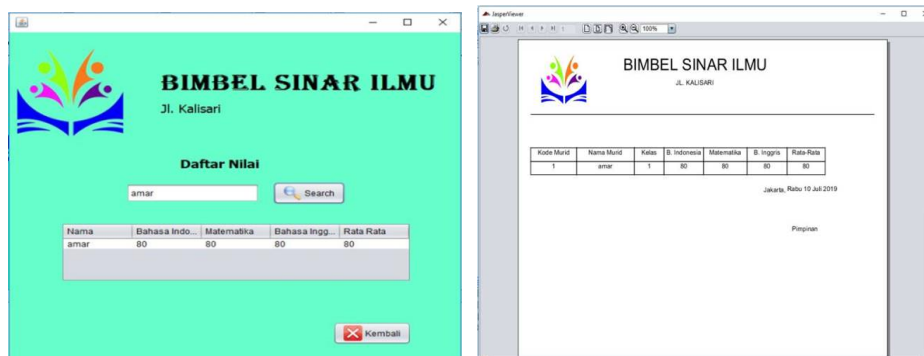 BIMBEL SINAR ILMU
Jl. Kalisari
Daftar Nilai
amar Search
Nama Bahasa Indo... Matematika Bahasa Ingg... Rata Rata
amar 80 80 80 80
Kembali
JasperViewer
100%
BIMBEL SINAR ILMU
JL. KALISARI
Kode Murid Nama Murid Kelas B. Indonesia Matematika B. Inggris Rata-Rata
1 amar 1 80 80 80 80
Jakarta, Rabu 10 Juli 2019
Pimpinan